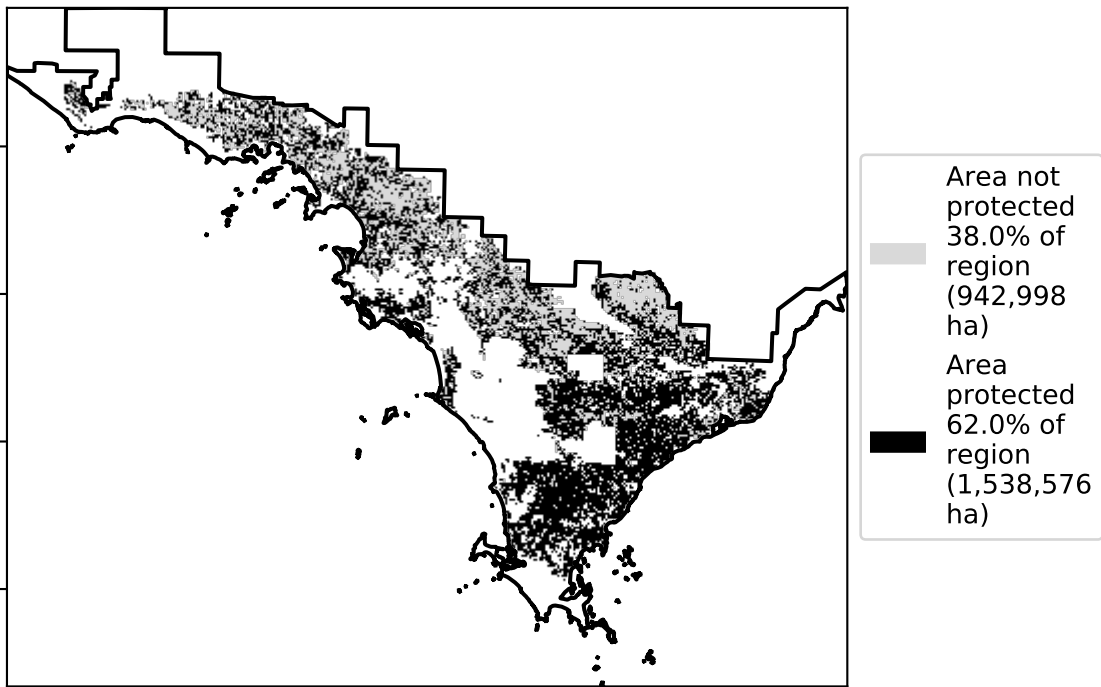 Area not
protected
38.0% of
region
(942,998
ha)
Area
protected
62.0% of
region
(1,538,576
ha)